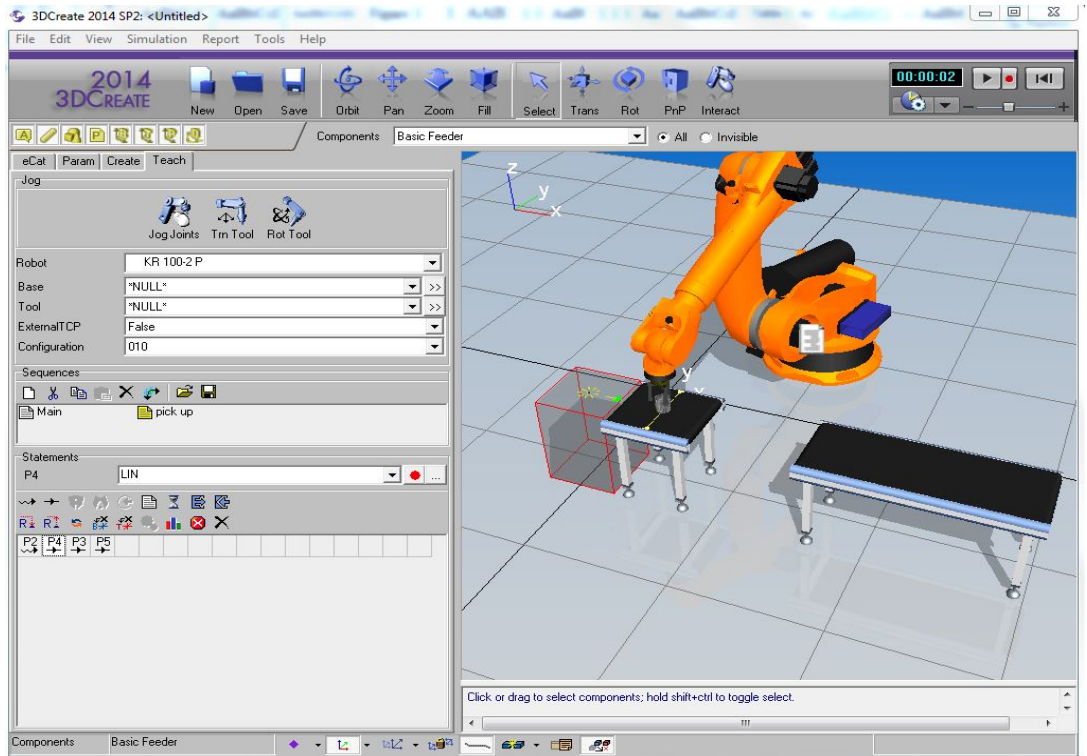 3DCreate 2014 SP2: <Untitled>
File Edit View Simulation Report Tools Help
2014
3DCREATE
New Open Save Orbit Pan Zoom Fill Select Trans Rot PnP Interact
00:00:02
Components Basic Feeder All Invisible
eCat Param Create Teach
Jog
Jog Joints Trn Tool Rot Tool
Robot KR 100-2 P
Base *NULL*
Tool *NULL*
ExternalTCP False
Configuration 010
Sequences
Main pick up
Statements
P4 LIN
P2 P4 P3 P5
z
y
x
y
Click or drag to select components; hold shift+ctrl to toggle select.
Components Basic Feeder